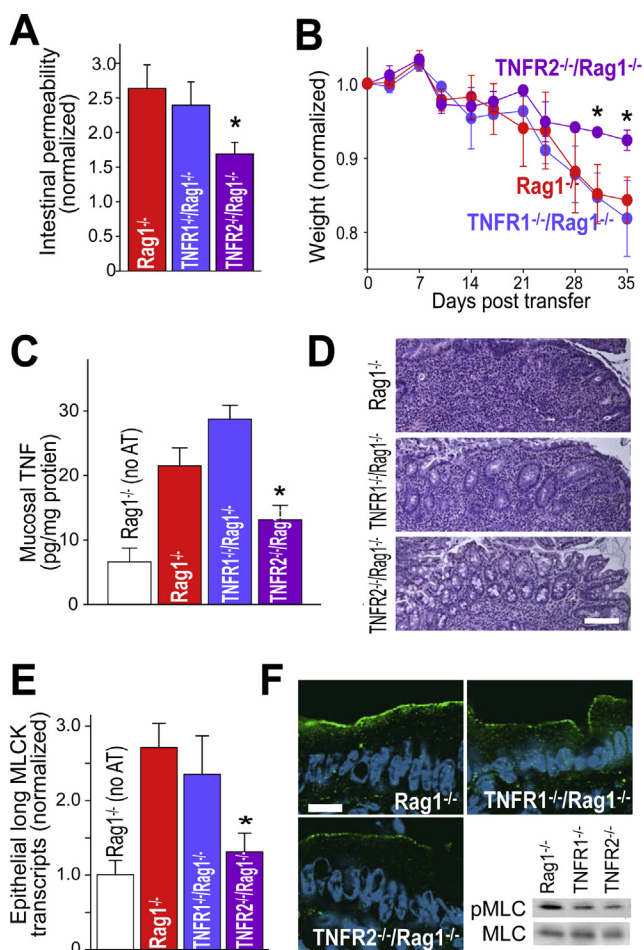 A
Intestinal permeability
(normalized)
3.0
2.5
2.0
1.5
1.0
0.5
0
Rag1-/-
TNFR1-/-/Rag1-/-
TNFR2-/-/Rag1-/-
*
B
Weight (normalized)
1.0
0.9
0.8
TNFR2-/-/Rag1-/-
* *
Rag1-/-
TNFR1-/-/Rag1-/-
0 7 14 21 28 35
Days post transfer
C
Mucosal TNF
(pg/mg protien)
30
20
10
0
Rag1-/- (no AT)
Rag1-/-
TNFR1-/-/Rag1-/-
TNFR2-/-/Rag1-/-
*
D
Rag1-/-
TNFR1-/-/Rag1-/-
TNFR2-/-/Rag1-/-
E
Epithelial long MLCK
transcripts (normalized)
3.0
2.0
1.0
0
Rag1-/- (no AT)
Rag1-/-
TNFR1-/-/Rag1-/-
TNFR2-/-/Rag1-/-
*
F
Rag1-/-
TNFR1-/-/Rag1-/-
TNFR2-/-/Rag1-/-
Rag1-/-
TNFR1-/-
TNFR2-/-
pMLC
MLC